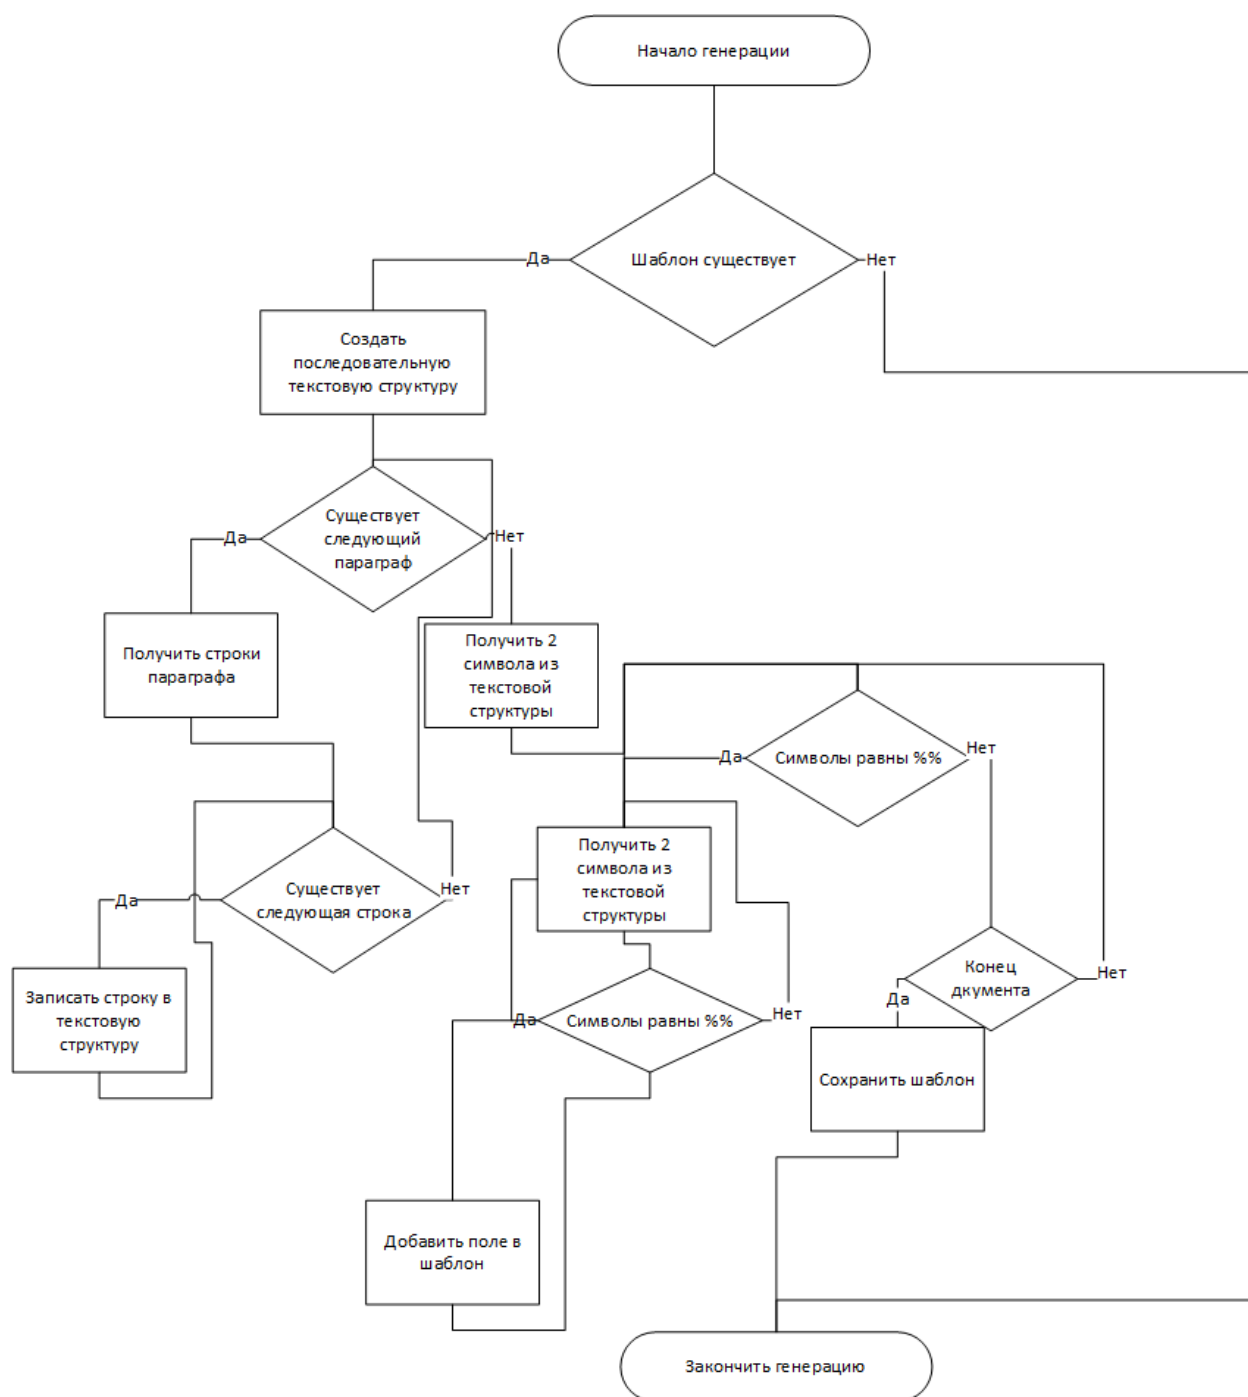 Начало генерации
Шаблон существует
Да
Нет
Создать
последовательную
текстовую структуру
Существует
следующий
параграф
Да
Нет
Получить строки
параграфа
Получить 2
символа из
текстовой
структуры
Символы равны %%
Да
Нет
Получить 2
символа из
текстовой
структуры
Существует
следующая строка
Да
Нет
Записать строку в
текстовую
структуру
Символы равны %%
Да
Нет
Конец
дкумента
Да
Нет
Сохранить шаблон
Добавить поле в
шаблон
Закончить генерацию